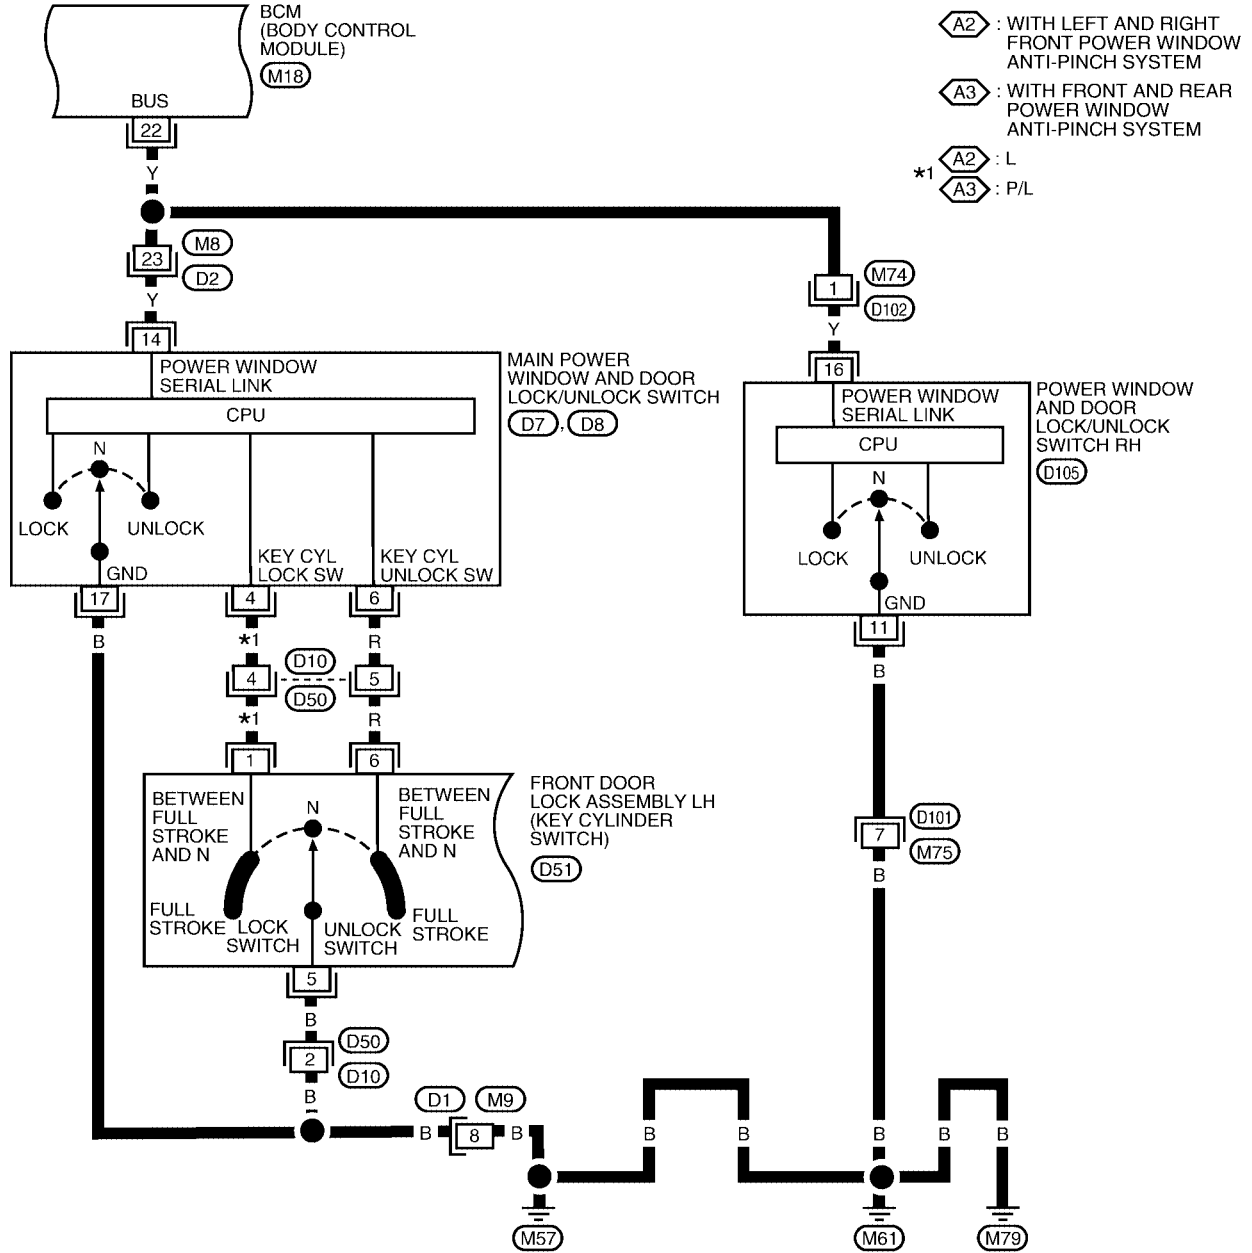 BCM
(BODY CONTROL
MODULE)
M18
BUS
22
Y
A2 : WITH LEFT AND RIGHT
FRONT POWER WINDOW
ANTI-PINCH SYSTEM
A3 : WITH FRONT AND REAR
POWER WINDOW
ANTI-PINCH SYSTEM
*1
A2 : L
A3 : P/L
23
M8
D2
Y
14
1
M74
D102
Y
16
POWER WINDOW
SERIAL LINK
CPU
N
LOCK
UNLOCK
GND
KEY CYL
LOCK SW
KEY CYL
UNLOCK SW
MAIN POWER
WINDOW AND DOOR
LOCK/UNLOCK SWITCH
D7 , D8
POWER WINDOW
SERIAL LINK
CPU
N
LOCK
UNLOCK
GND
POWER WINDOW
AND DOOR
LOCK/UNLOCK
SWITCH RH
D105
17
4
6
11
B
*1
R
B
4
D10
D50
5
*1
R
1
6
BETWEEN
FULL
STROKE
AND N
N
BETWEEN
FULL
STROKE
AND N
FULL
STROKE
LOCK
SWITCH
UNLOCK
SWITCH
FULL
STROKE
FRONT DOOR
LOCK ASSEMBLY LH
(KEY CYLINDER
SWITCH)
D51
7
D101
M75
B
5
B
2
D50
D10
B
D1
M9
B
8
B
B
B
B
B
B
M57
M61
M79